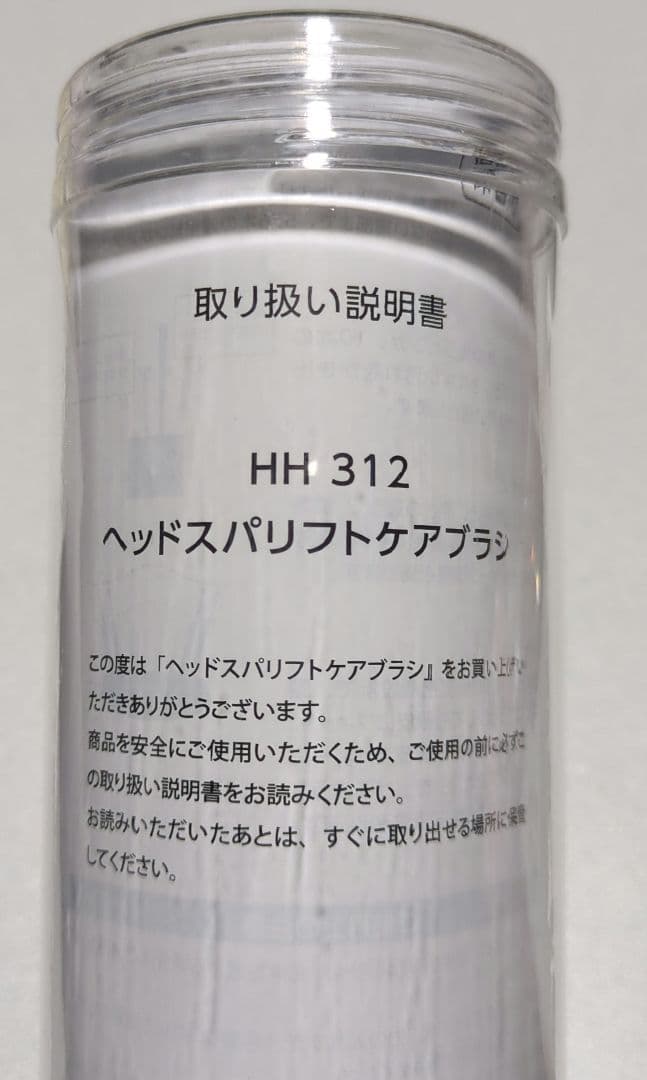 取り扱い説明書
HH 312
ヘッドスパリフトケアブラシ
この度は「ヘッドスパリフトケアブラシ』をお買い上げい
ただきありがとうございます。
商品を安全にご使用いただくため、ご使用の前に必ずこ
の取り扱い説明書をお読みください。
お読みいただいたあとは、すぐに取り出せる場所に保管
してください。